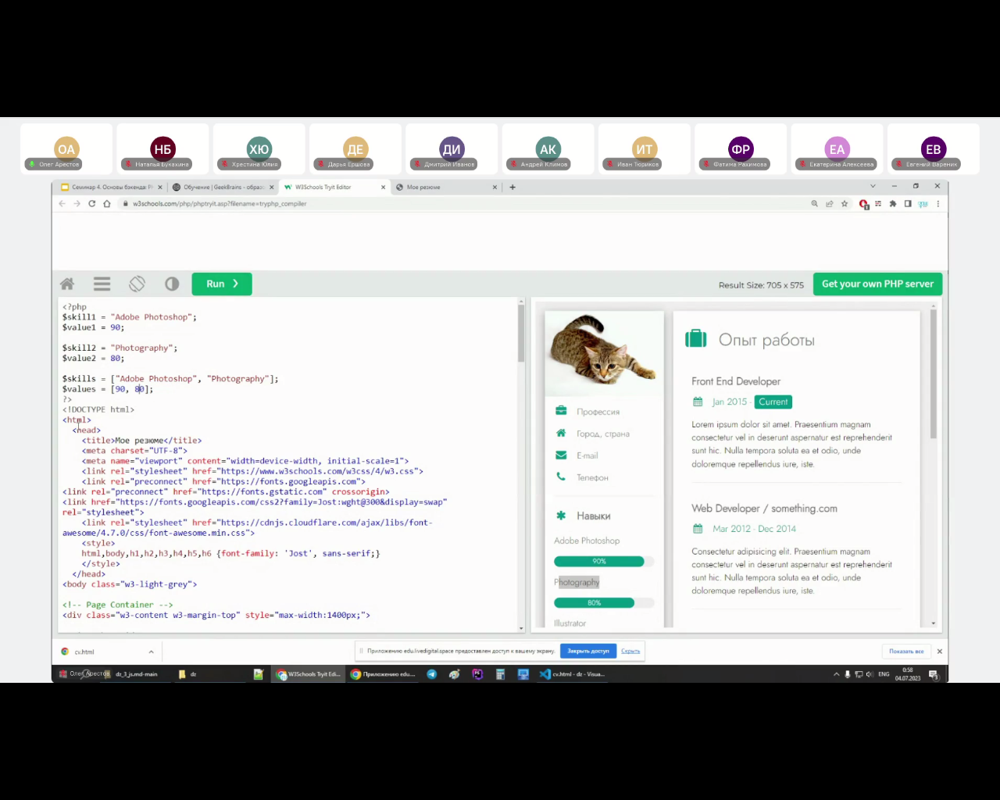 ОА
НБ
ХЮ
ДЕ
ДИ
АК
ИТ
ФР
ЕА
ЕВ
Олег Арестов
Наталья Букахина
Христина Юлия
Дарья Ершова
Дмитрий Иванов
Андрей Климов
Иван Тюриков
Фатима Рахимова
Екатерина Алексеева
Евгений Вареник
Семинар 4. Основы бэкенда: PH
Обучение | GeekBrains - образ
W3Schools Tryit Editor
Мое резюме
w3schools.com/php/phptryit.asp?filename=tryphp_compiler
Run ❯
Result Size: 705 x 575
Get your own PHP server
<?php
$skill1 = "Adobe Photoshop";
$value1 = 90;
$skill2 = "Photography";
$value2 = 80;
$skills = ["Adobe Photoshop", "Photography"];
$values = [90, 80];
?>
<!DOCTYPE html>
<html>
<head>
<title>Мое резюме</title>
<meta charset="UTF-8">
<meta name="viewport" content="width=device-width, initial-scale=1">
<link rel="stylesheet" href="https://www.w3schools.com/w3css/4/w3.css">
<link rel="preconnect" href="https://fonts.googleapis.com">
<link rel="preconnect" href="https://fonts.gstatic.com" crossorigin>
<link href="https://fonts.googleapis.com/css2?family=Jost:wght@300&display=swap"
rel="stylesheet">
<link rel="stylesheet" href="https://cdnjs.cloudflare.com/ajax/libs/font-
awesome/4.7.0/css/font-awesome.min.css">
<style>
html,body,h1,h2,h3,h4,h5,h6 {font-family: 'Jost', sans-serif;}
</style>
</head>
<body class="w3-light-grey">
<!-- Page Container -->
<div class="w3-content w3-margin-top" style="max-width:1400px;">
Профессия
Город, страна
E-mail
Телефон
Навыки
Adobe Photoshop
90%
Photography
80%
Illustrator
Опыт работы
Front End Developer
Jan 2015 - Current
Lorem ipsum dolor sit amet. Praesentium magnam
consectetur vel in deserunt aspernatur est reprehenderit
sunt hic. Nulla tempora soluta ea et odio, unde
doloremque repellendus iure, iste.
Web Developer / something.com
Mar 2012 - Dec 2014
Consectetur adipisicing elit. Praesentium magnam
consectetur vel in deserunt aspernatur est reprehenderit
sunt hic. Nulla tempora soluta ea et odio, unde
doloremque repellendus iure, iste.
cv.html
Приложению edu.livedigital.space предоставлен доступ к вашему экрану.
Закрыть доступ
Скрыть
Показать все
Олег Арестов
dz_3_js.md-main
dz
W3Schools Tryit Edi...
Приложению edu...
cv.html - dz - Visua...
ENG
0:58
04.07.2023